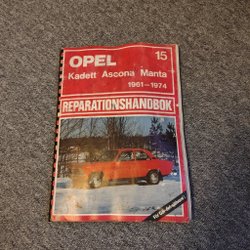 15
OPEL
Kadett Ascona Manta
1961-1974
REPARATIONSHANDBOK